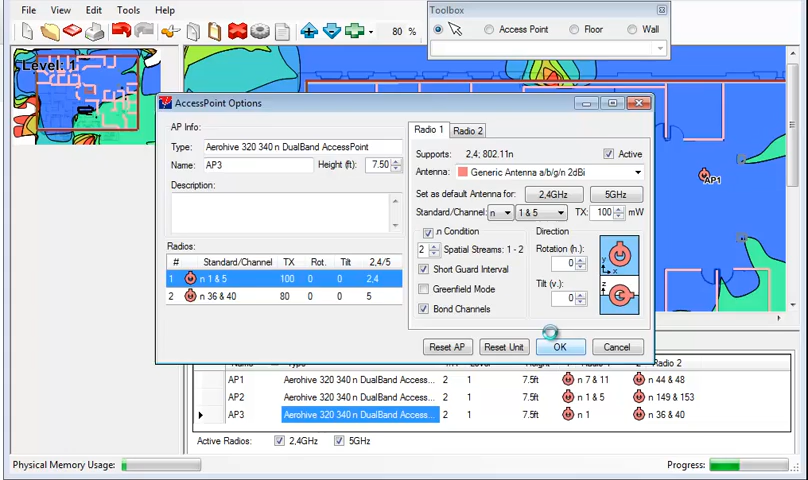 Toolbox
File View Edit Tools Help
80 % Access Point Floor Wall
Level: 1
AccessPoint Options
AP Info:
Type: Aerohive 320 340 n DualBand AccessPoint
Name: AP3 Height (ft): 7.50
Description:
Radios:
# Standard/Channel TX Rot. Tilt 2,4/5
1 n 1 & 5 100 0 0 2,4
2 n 36 & 40 80 0 0 5
Radio 1 Radio 2
Supports: 2,4; 802.11n Active
Antenna: Generic Antenna a/b/g/n 2dBi
Set as default Antenna for: 2,4GHz 5GHz
Standard/Channel: n 1 & 5 TX: 100 mW
.n Condition
2 Spatial Streams: 1 - 2
Short Guard Interval
Greenfield Mode
Bond Channels
Direction
Rotation (h.)
0
Tilt (v.)
0
y
x
z
x
Reset AP Reset Unit OK Cancel
AP1
AP1 Aerohive 320 340 n DualBand Access... 2 1 7.5ft n 7 & 11 n 44 & 48
AP2 Aerohive 320 340 n DualBand Access... 2 1 7.5ft n 1 & 5 n 149 & 153
AP3 Aerohive 320 340 n DualBand Access... 2 1 7.5ft n 1 n 36 & 40
Active Radios: 2,4GHz 5GHz
Physical Memory Usage: Progress: